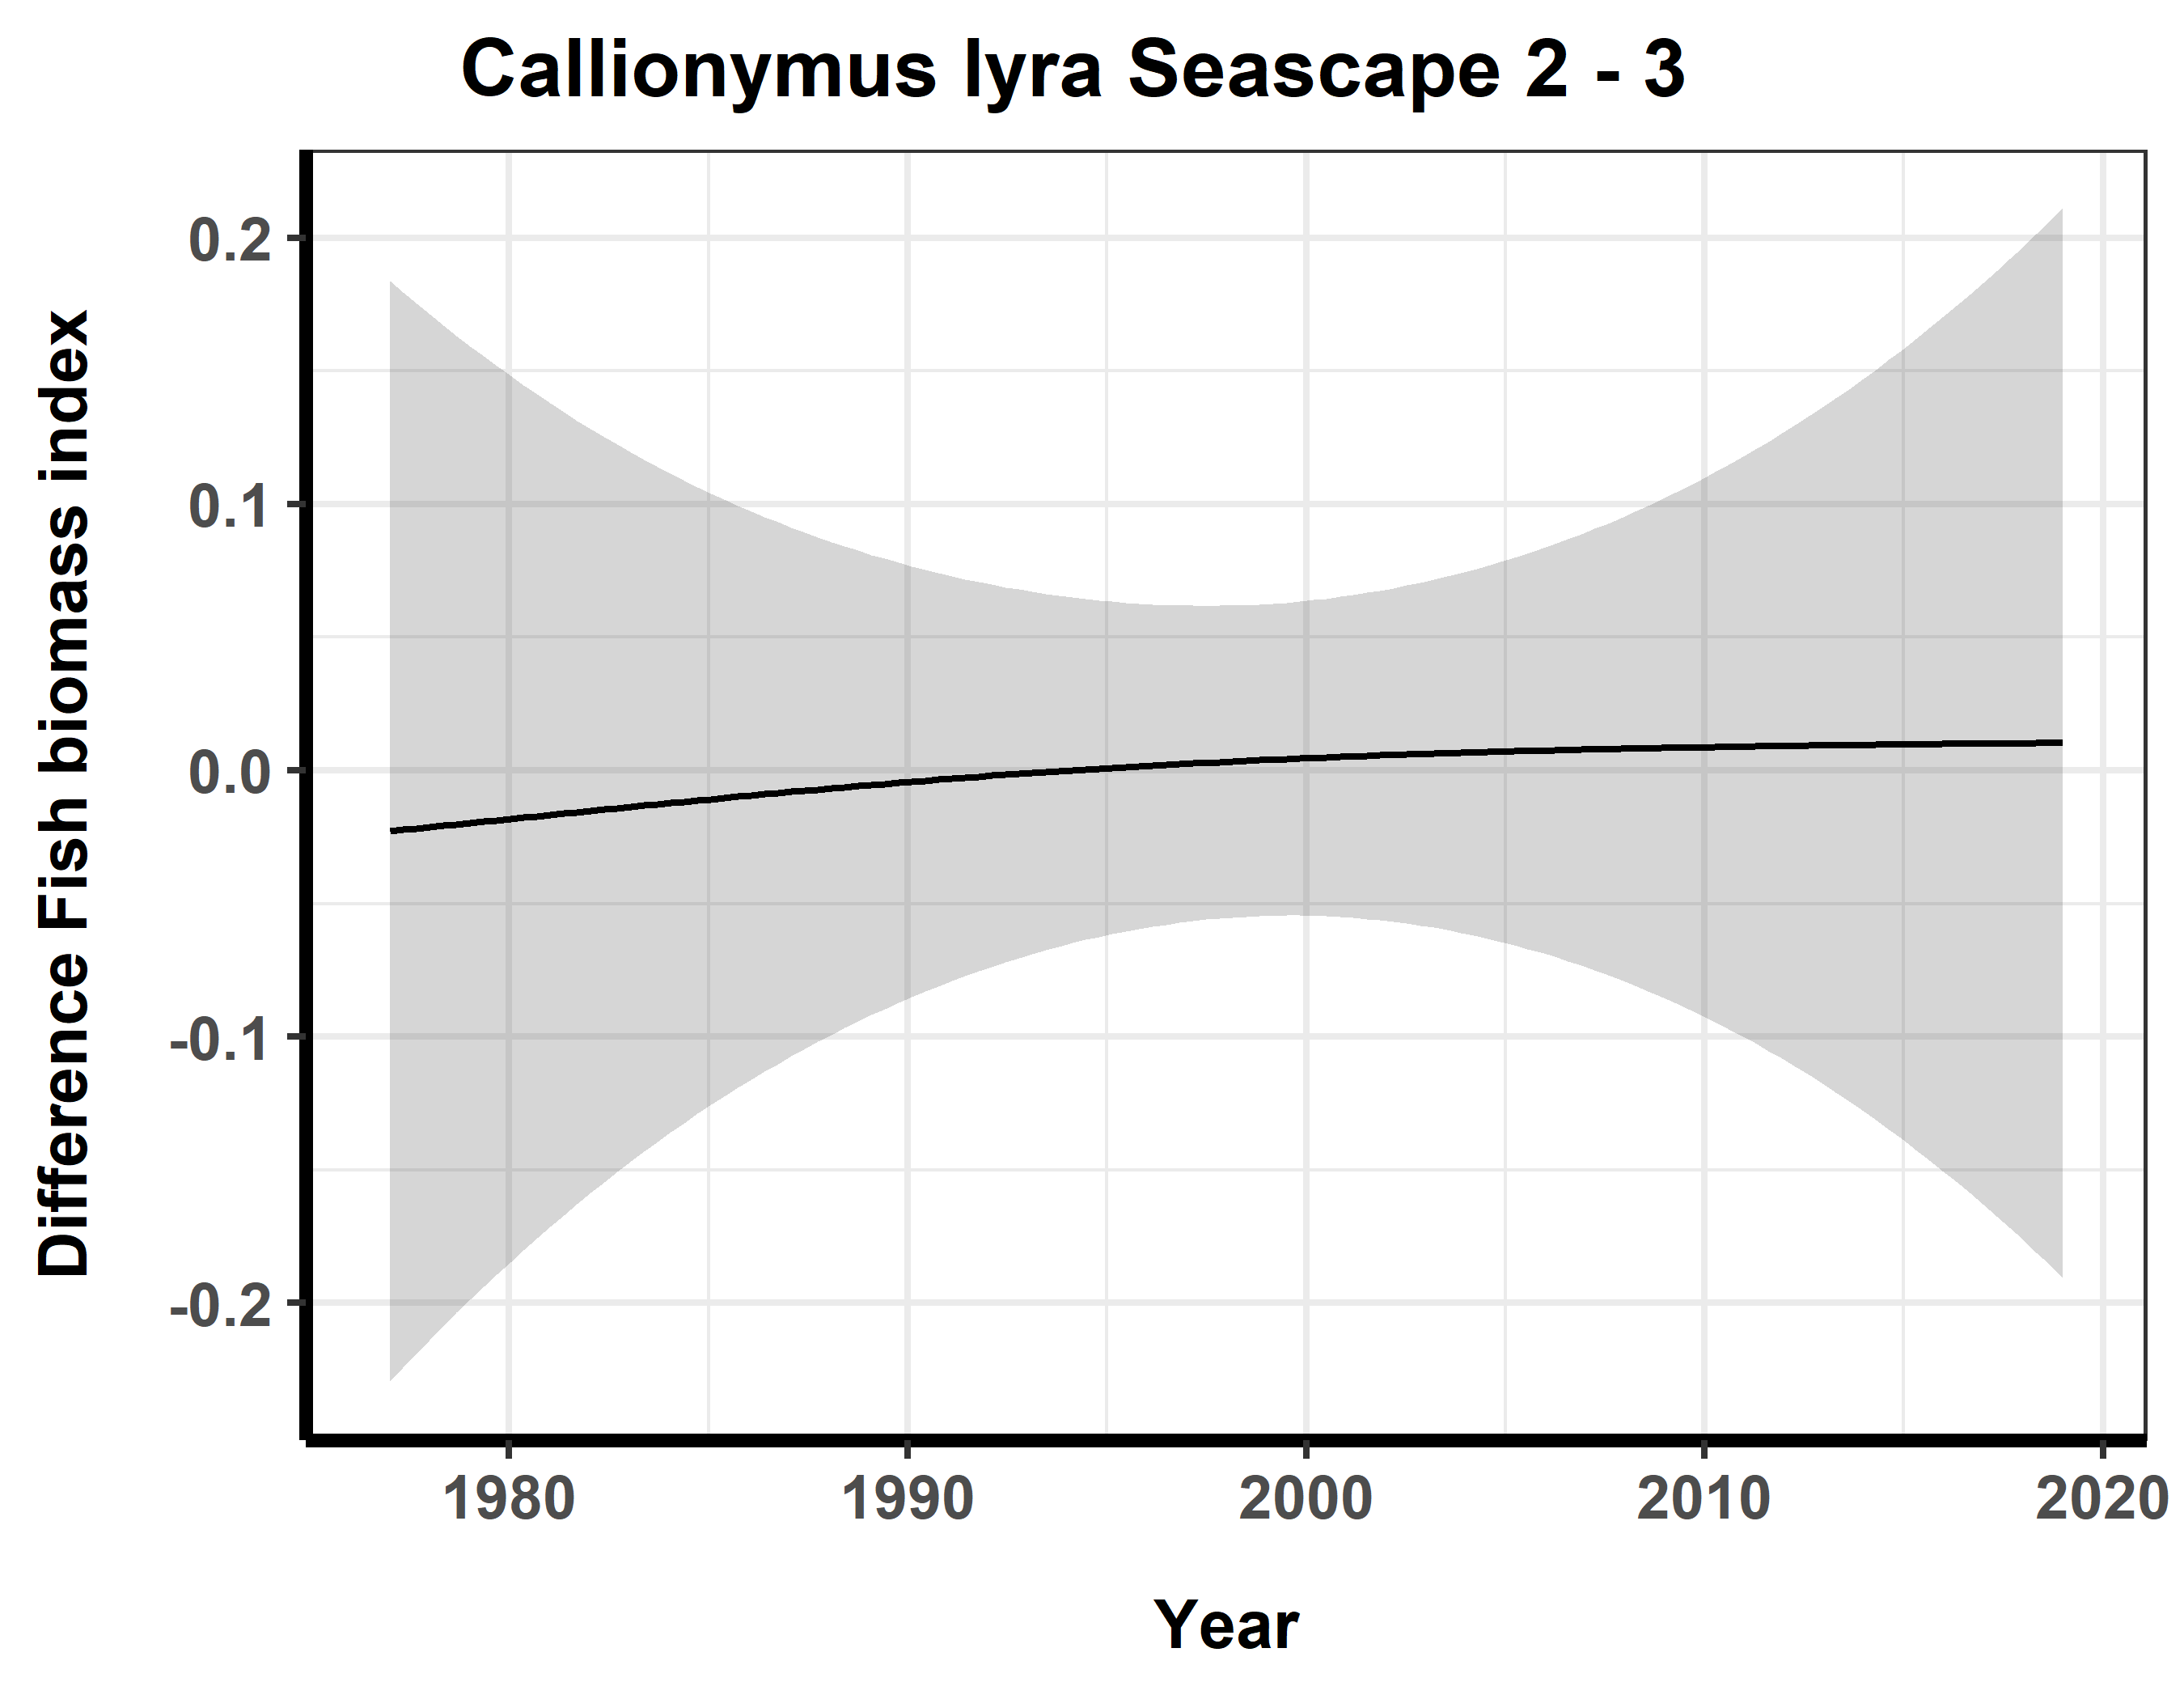 Callionymus lyra Seascape 2 - 3
Difference Fish biomass index
0.2
0.1
0.0
-0.1
-0.2
1980 1990 2000 2010 2020
Year